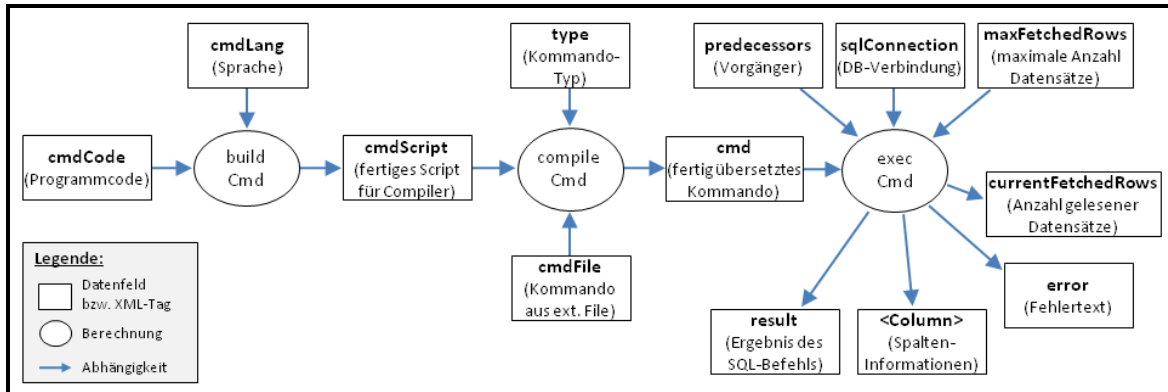 cmdLang
(Sprache)
type
(Kommando-
Typ)
predecessors
(Vorgänger)
sqlConnection
(DB-Verbindung)
maxFetchedRows
(maximale Anzahl
Datensätze)
cmdCode
(Programmcode)
build
Cmd
cmdScript
(fertiges Script
für Compiler)
compile
Cmd
cmd
(fertig übersetztes
Kommando)
exec
Cmd
currentFetchedRows
(Anzahl gelesener
Datensätze)
cmdFile
(Kommando
aus ext. File)
error
(Fehlertext)
result
(Ergebnis des
SQL-Befehls)
<Column>
(Spalten-
Informationen)
Legende:
Datenfeld
bzw. XML-Tag
Berechnung
Abhängigkeit